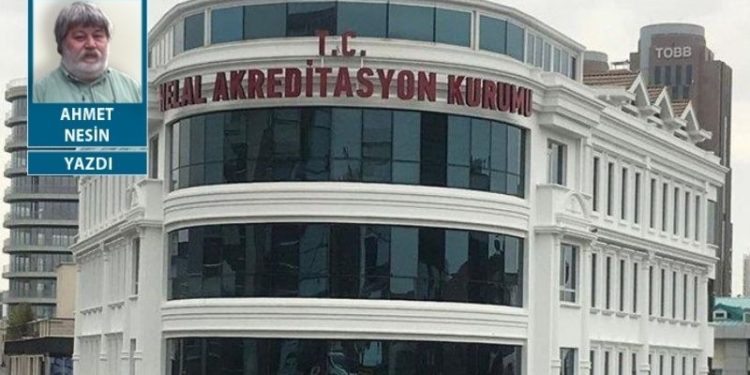 AHMET
NESİN
YAZDI
T.C.
HELAL AKREDİTASYON KURUMU
TOBB